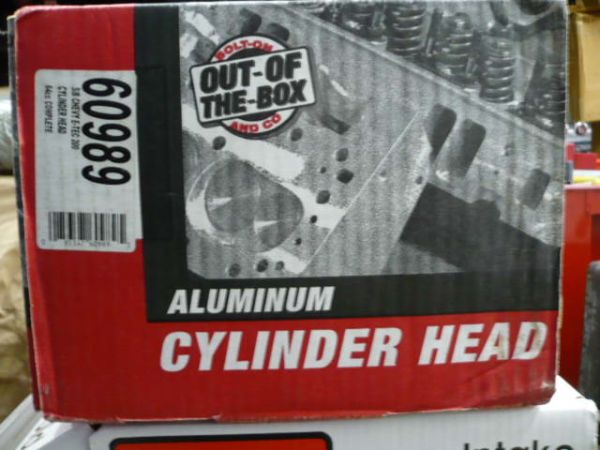 BOLT-ON
OUT-OF
THE-BOX
AND GO
60989
S/B CHEVY E-TEC 200
CYLINDER HEAD
64cc COMPLETE
ALUMINUM
CYLINDER HEAD
Intake